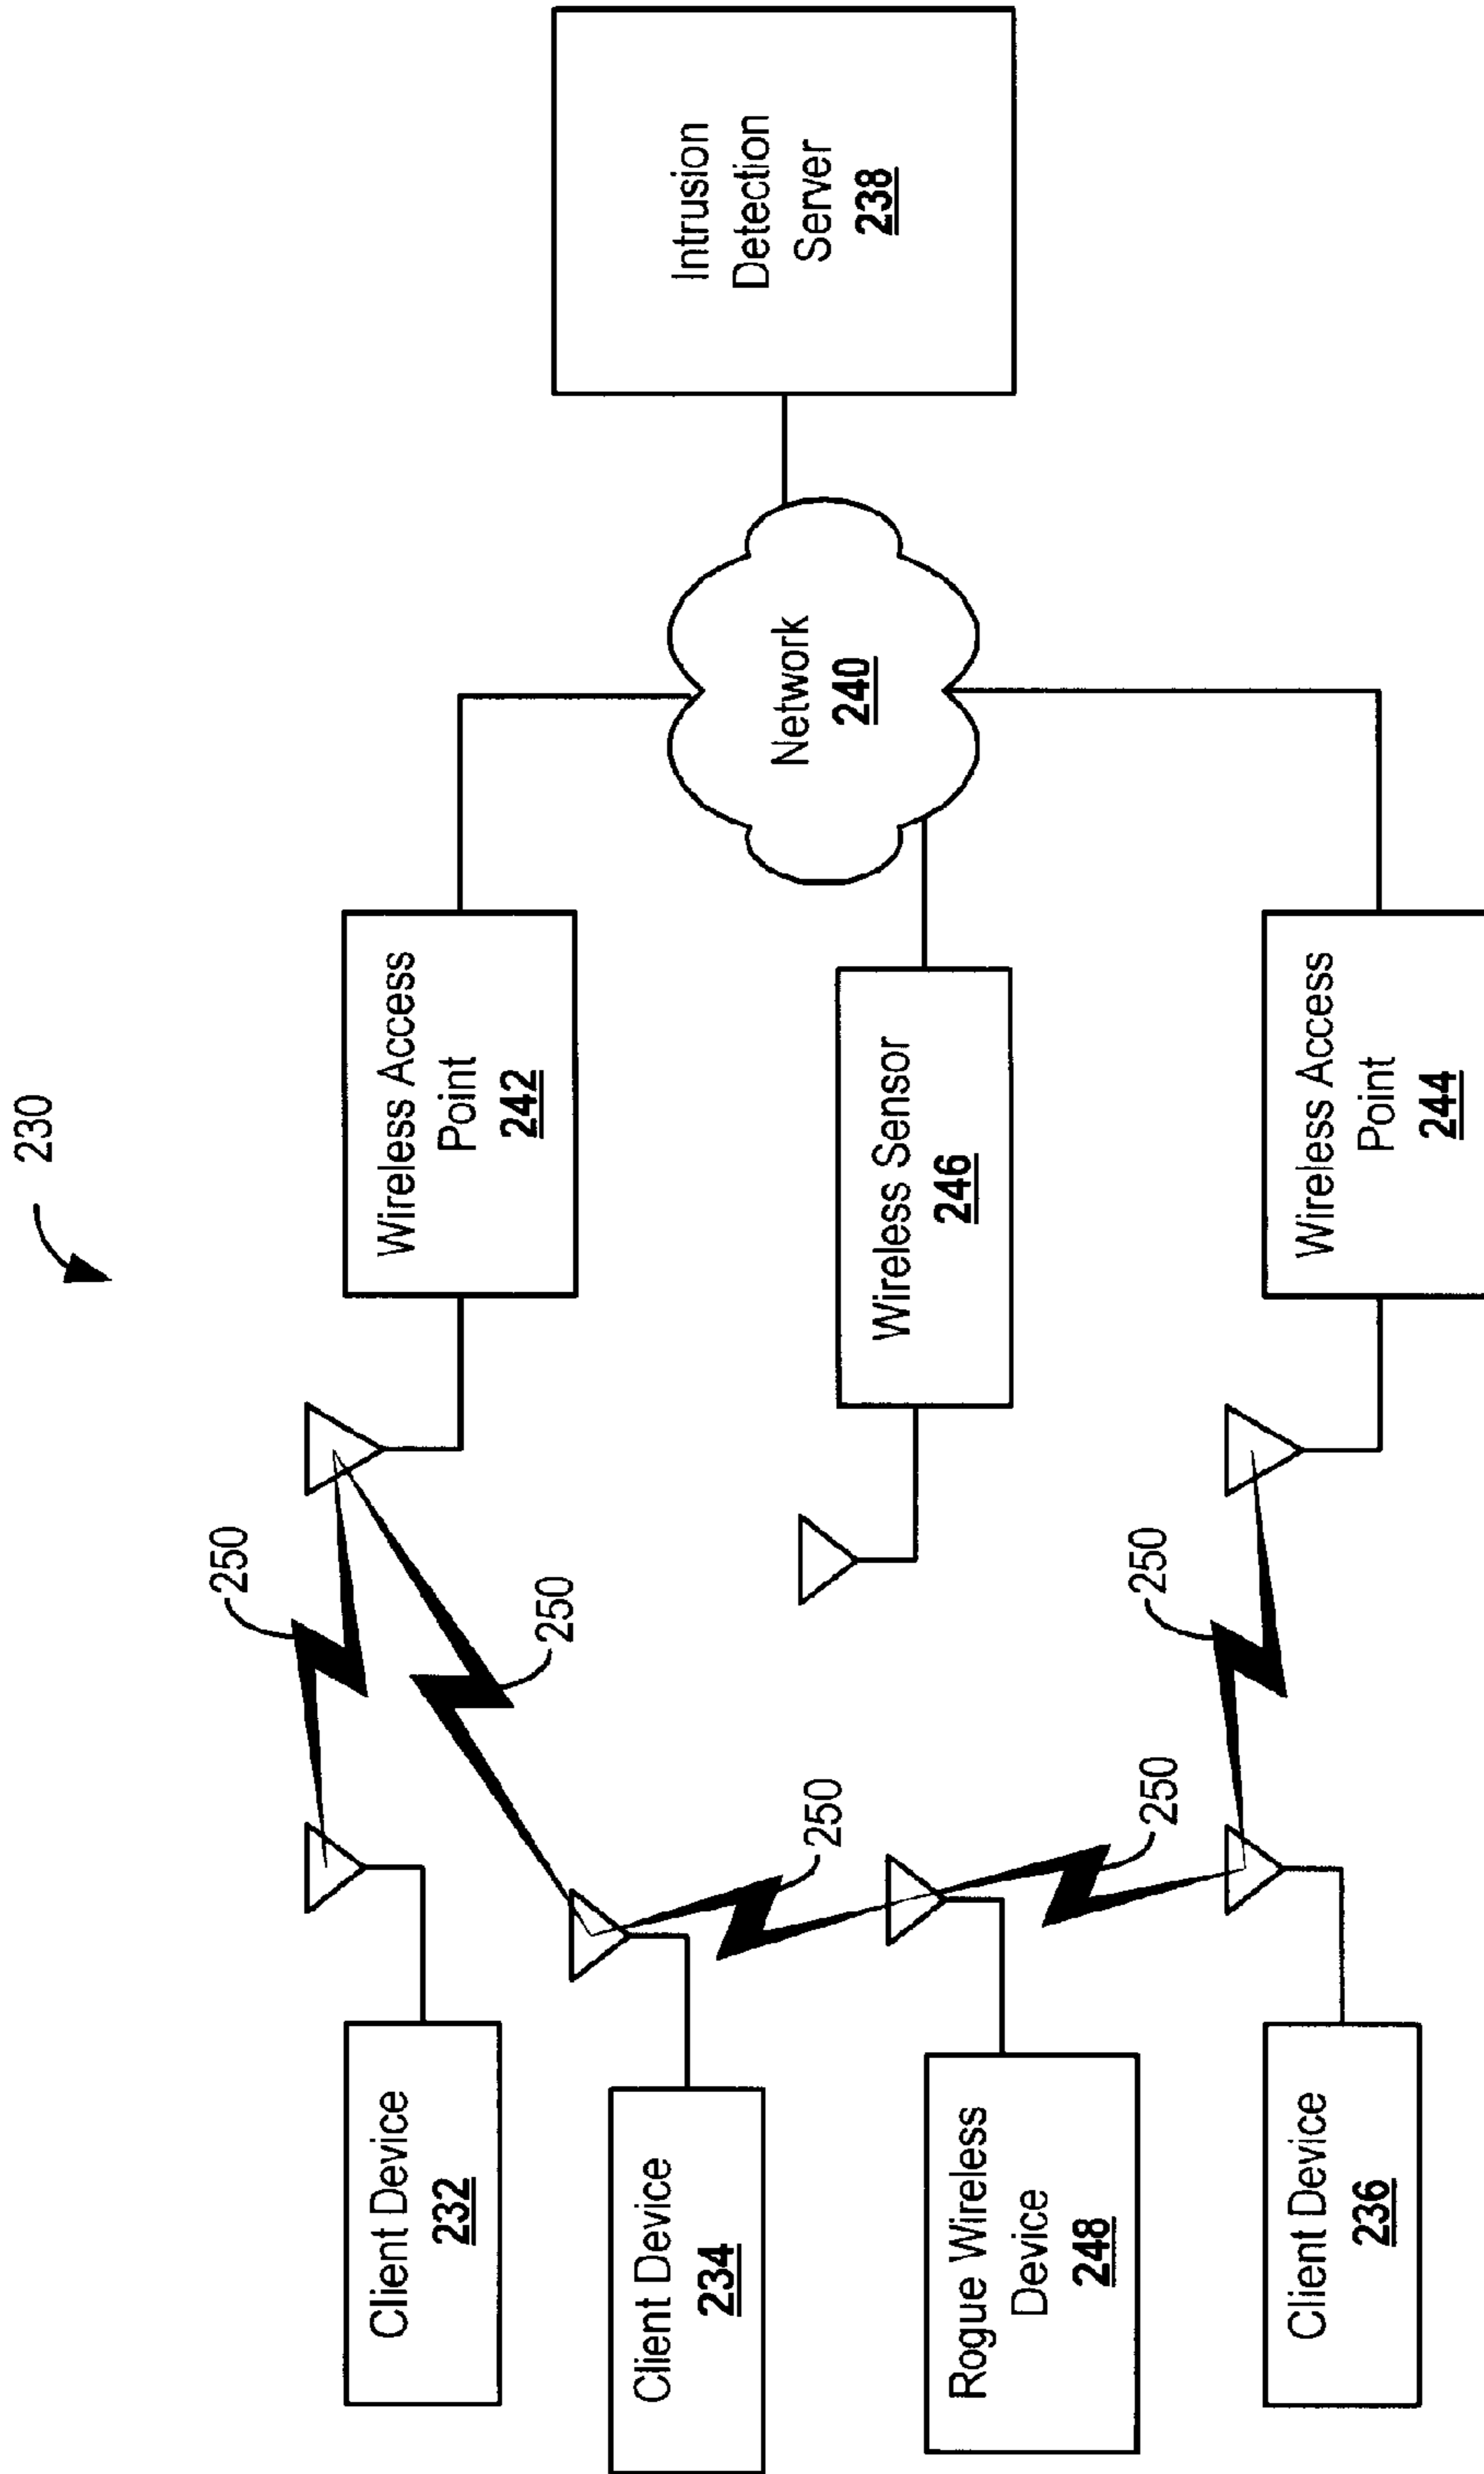 230
Client Device
232
Client Device
234
Rogue Wireless
Device
248
Client Device
236
250
250
250
250
250
Wireless Access
Point
242
Wireless Sensor
246
Wireless Access
Point
244
Network
240
Intrusion
Detection
Server
238